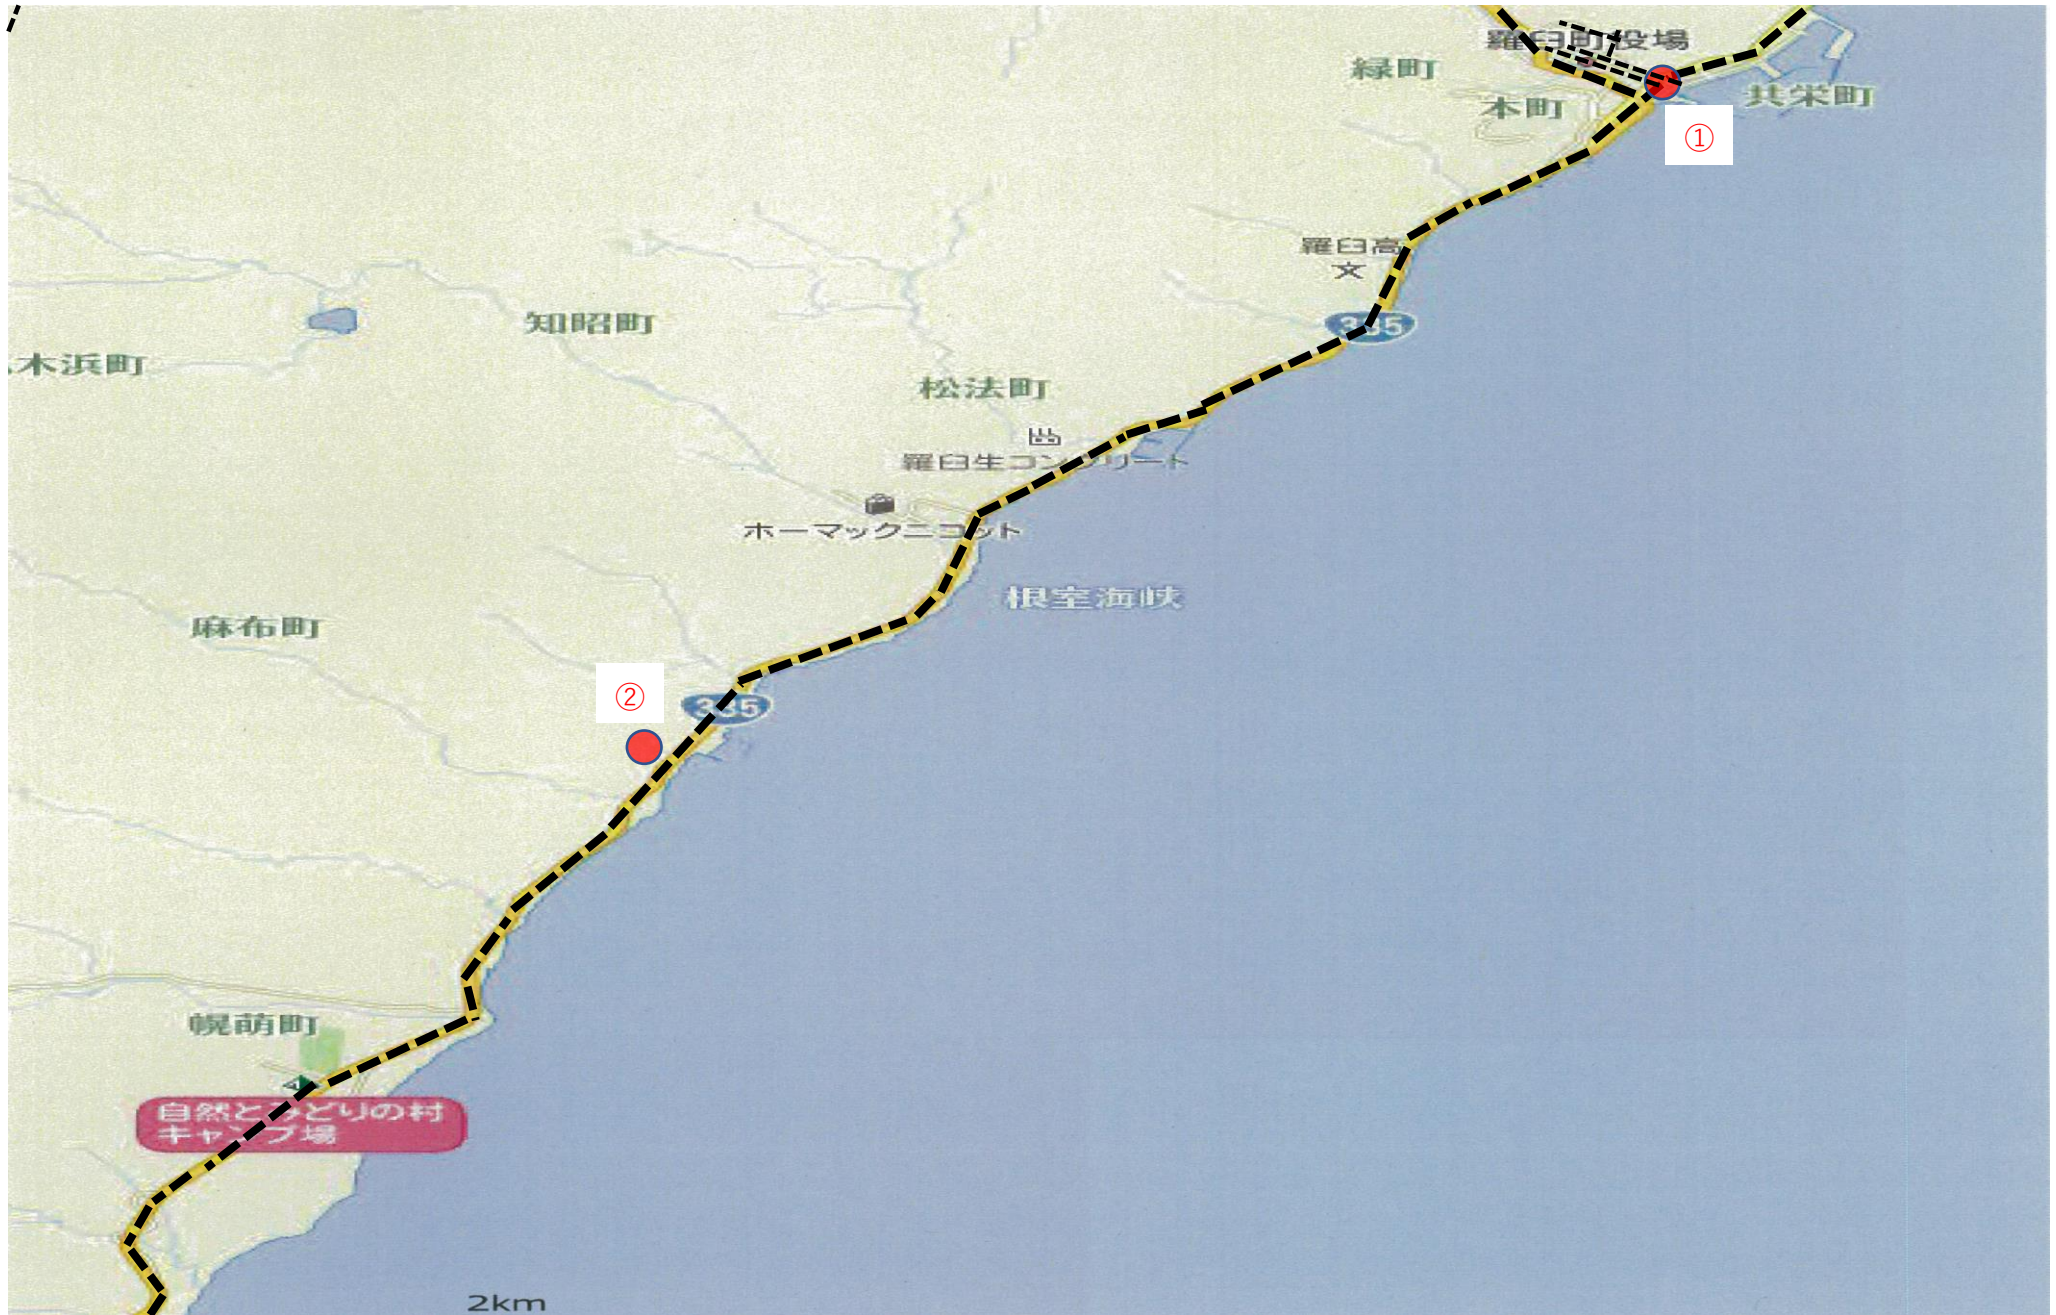 羅臼町役場
緑町
共栄町
本町
①
羅臼高
文
知昭町
335
木浜町
松法町
羅臼生コンクリート
ホーマックニコット
根室海峡
麻布町
②
335
幌萌町
自然とみどりの村
キャンプ場
2km